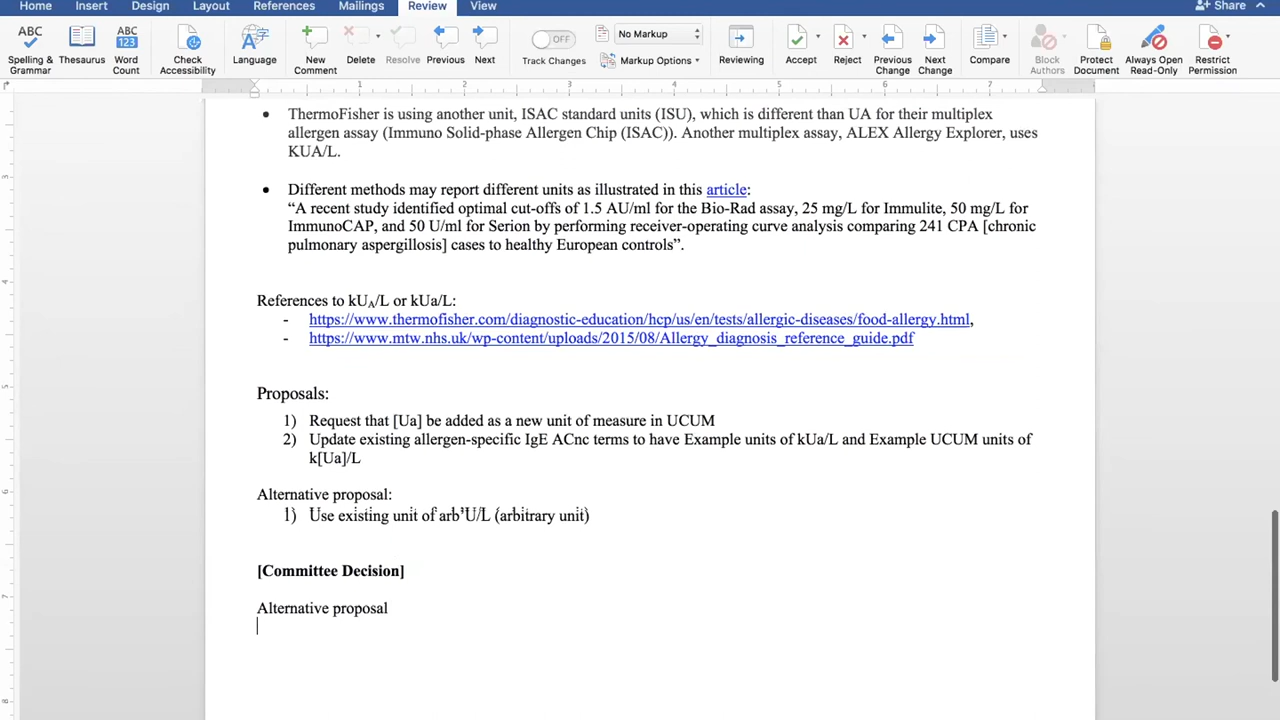 Home Insert Design Layout References Mailings Review View Share
ABC ABC 123 No Markup
OFF
Spelling & Grammar Thesaurus Word Count Check Accessibility Language New Comment Delete Resolve Previous Next Track Changes Markup Options Reviewing Accept Reject Previous Change Next Change Compare Block Authors Protect Document Always Open Read-Only Restrict Permission
1 2 3 4 5 6 7
• ThermoFisher is using another unit, ISAC standard units (ISU), which is different than UA for their multiplex
allergen assay (Immuno Solid-phase Allergen Chip (ISAC)). Another multiplex assay, ALEX Allergy Explorer, uses
KUA/L.
• Different methods may report different units as illustrated in this article:
“A recent study identified optimal cut-offs of 1.5 AU/ml for the Bio-Rad assay, 25 mg/L for Immulite, 50 mg/L for
ImmunoCAP, and 50 U/ml for Serion by performing receiver-operating curve analysis comparing 241 CPA [chronic
pulmonary aspergillosis] cases to healthy European controls”.
References to kUA/L or kUa/L:
- https://www.thermofisher.com/diagnostic-education/hcp/us/en/tests/allergic-diseases/food-allergy.html,
- https://www.mtw.nhs.uk/wp-content/uploads/2015/08/Allergy_diagnosis_reference_guide.pdf
Proposals:
1) Request that [Ua] be added as a new unit of measure in UCUM
2) Update existing allergen-specific IgE ACnc terms to have Example units of kUa/L and Example UCUM units of
k[Ua]/L
Alternative proposal:
1) Use existing unit of arb’U/L (arbitrary unit)
[Committee Decision]
Alternative proposal